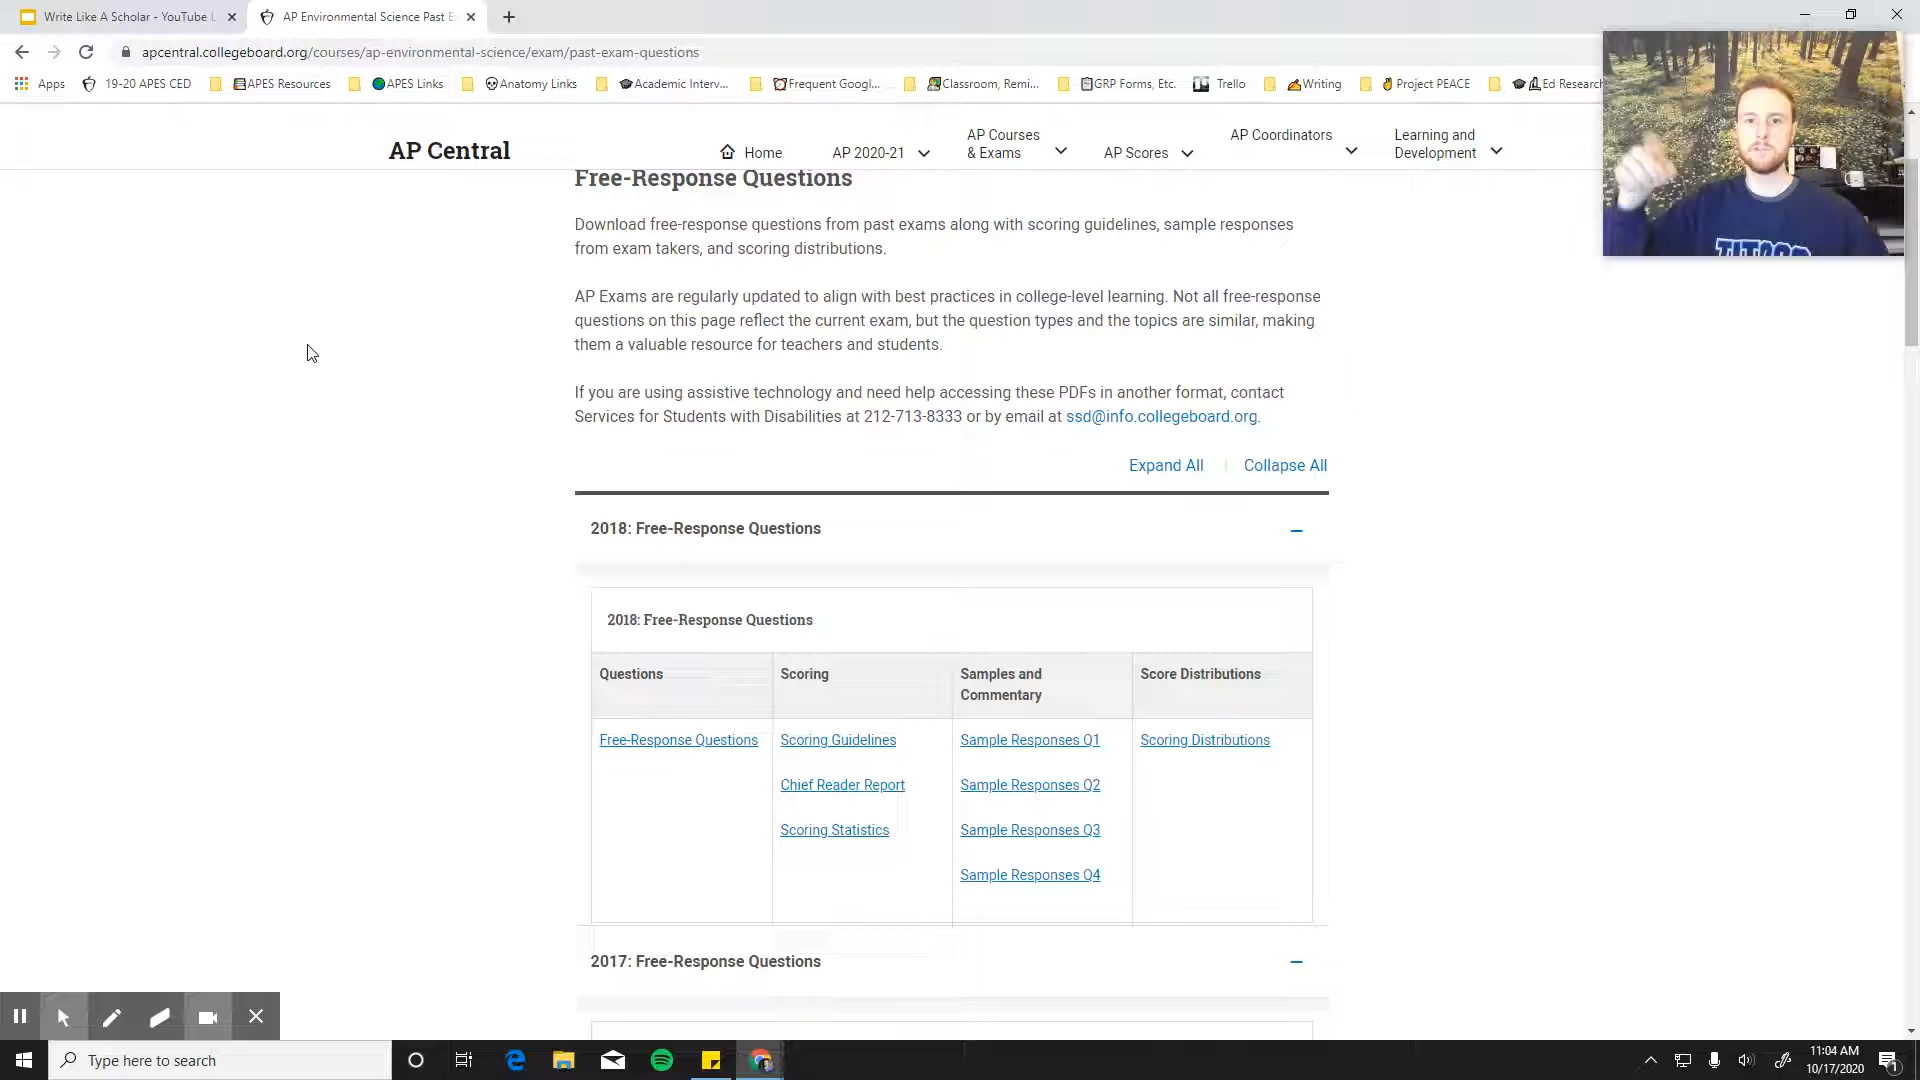 Write Like A Scholar - YouTube L
AP Environmental Science Past E
apcentral.collegeboard.org/courses/ap-environmental-science/exam/past-exam-questions
Apps
19-20 APES CED
APES Resources
APES Links
Anatomy Links
Academic Interv...
Frequent Googl...
Classroom, Remi...
GRP Forms, Etc.
Trello
Writing
Project PEACE
Ed Research
AP Central
Home
AP 2020-21
AP Courses
& Exams
AP Scores
AP Coordinators
Learning and
Development
TITANS
Free-Response Questions
Download free-response questions from past exams along with scoring guidelines, sample responses
from exam takers, and scoring distributions.
AP Exams are regularly updated to align with best practices in college-level learning. Not all free-response
questions on this page reflect the current exam, but the question types and the topics are similar, making
them a valuable resource for teachers and students.
If you are using assistive technology and need help accessing these PDFs in another format, contact
Services for Students with Disabilities at 212-713-8333 or by email at ssd@info.collegeboard.org.
Expand All
Collapse All
2018: Free-Response Questions
2018: Free-Response Questions
Questions
Scoring
Samples and
Commentary
Score Distributions
Free-Response Questions
Scoring Guidelines
Sample Responses Q1
Scoring Distributions
Chief Reader Report
Sample Responses Q2
Scoring Statistics
Sample Responses Q3
Sample Responses Q4
2017: Free-Response Questions
Type here to search
11:04 AM
10/17/2020
1